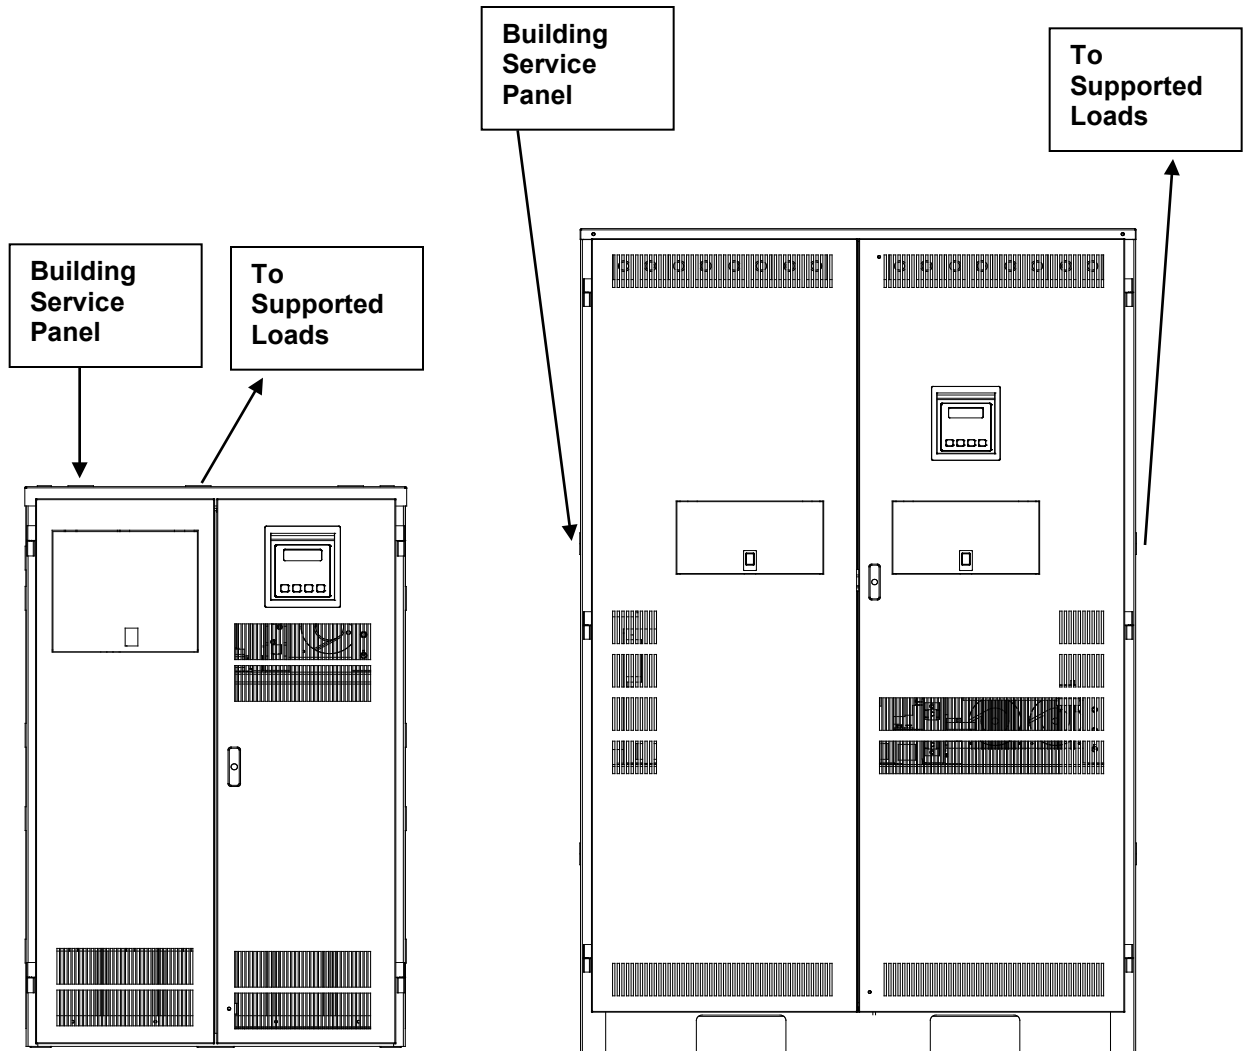 Building
Service
Panel
To
Supported
Loads
Building
Service
Panel
To
Supported
Loads